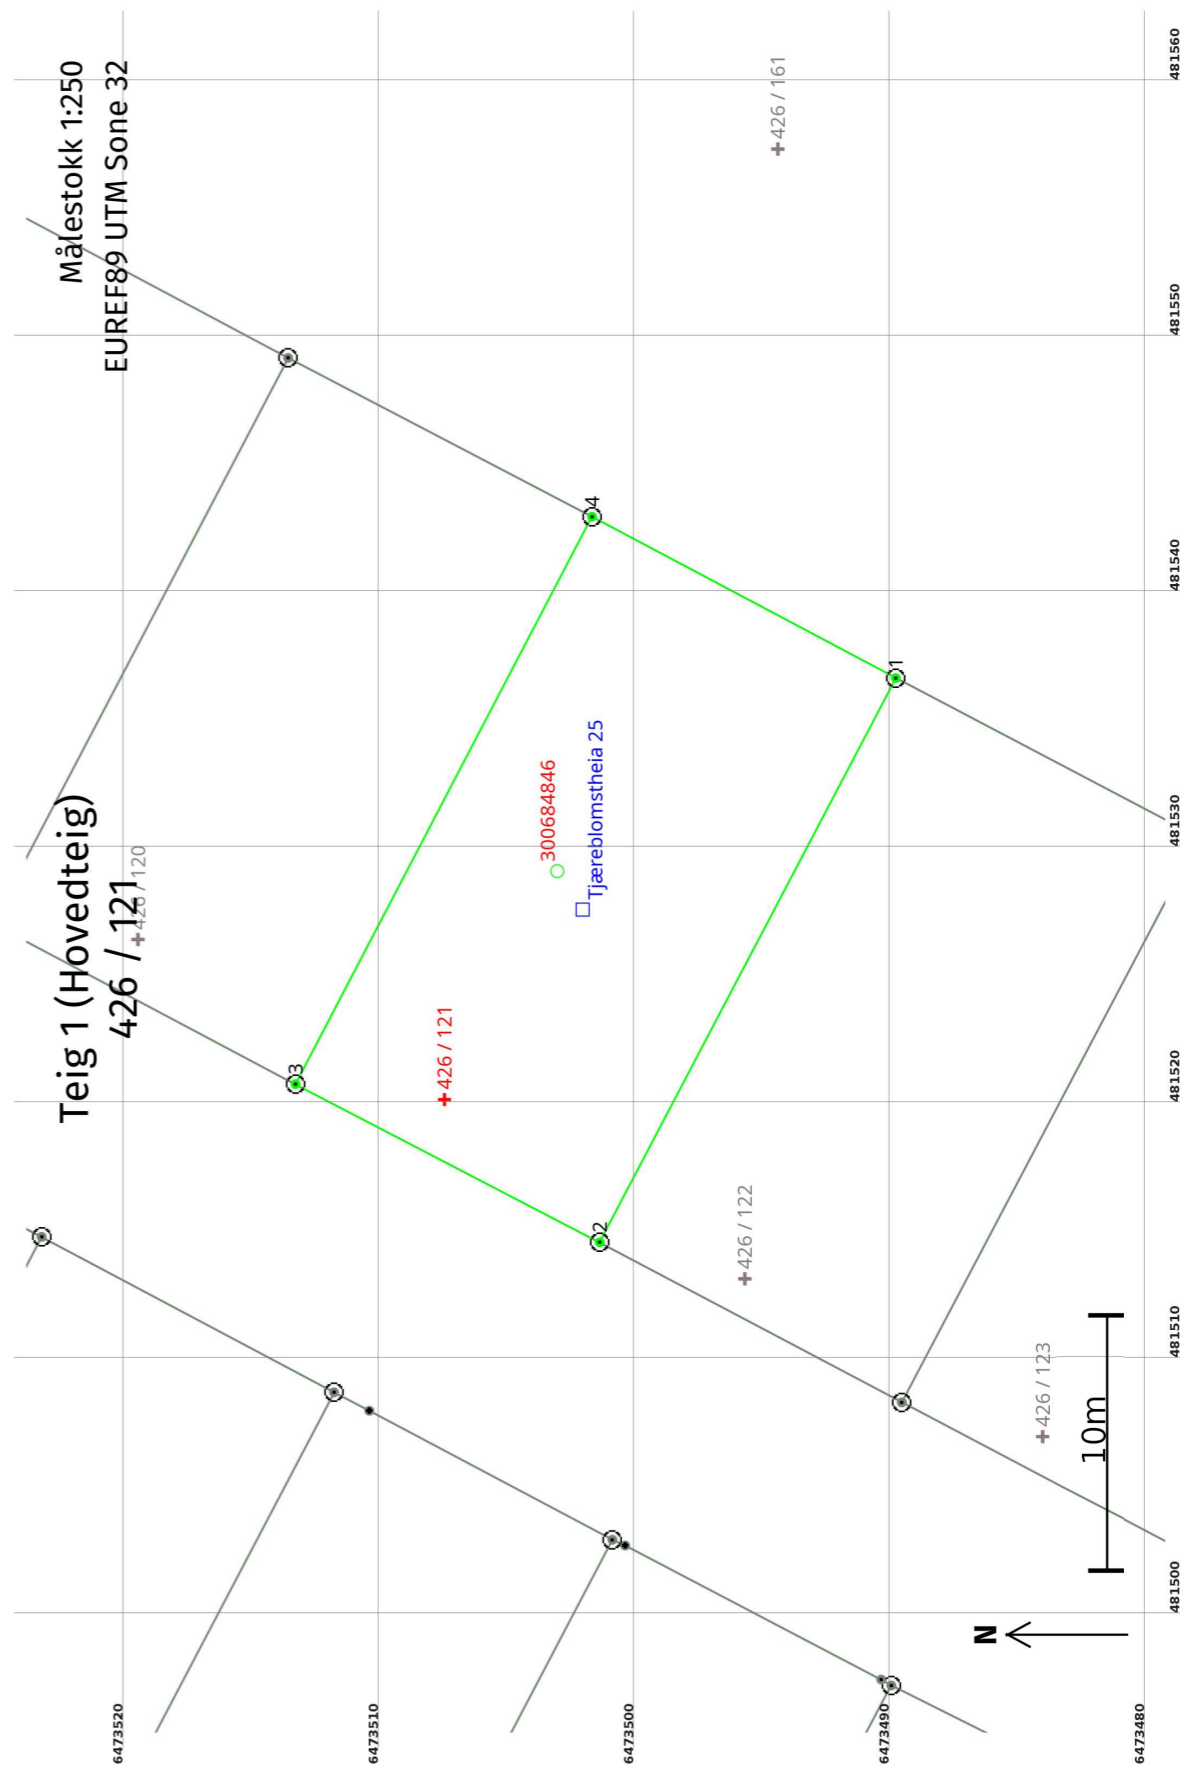 Teig 1 (Hovedteig)
426 / 121
Målestokk 1:250
EUREF89 UTM Sone 32
426 / 120
426 / 161
3
4
300684846
Tjæreblomstheia 25
426 / 121
1
2
426 / 122
426 / 123
10m
N
6473520
6473510
6473500
6473490
6473480
481500
481510
481520
481530
481540
481550
481560